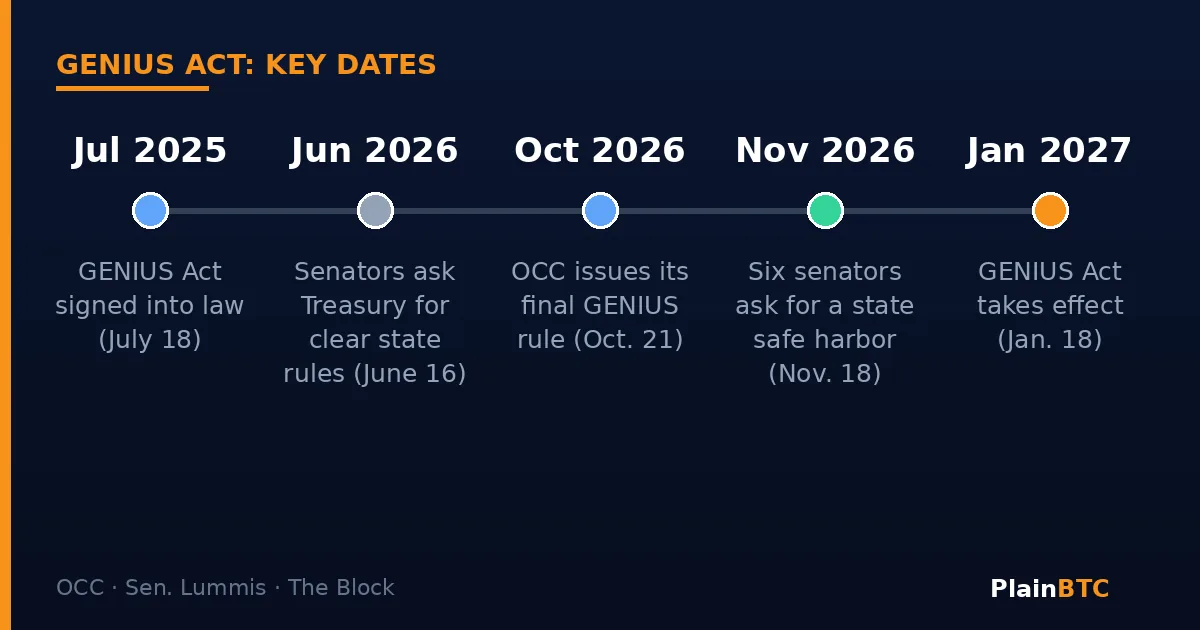 GENIUS ACT: KEY DATES
Jul 2025
GENIUS Act
signed into law
(July 18)
Jun 2026
Senators ask
Treasury for
clear state
rules (June 16)
Oct 2026
OCC issues its
final GENIUS
rule (Oct. 21)
Nov 2026
Six senators
ask for a state
safe harbor
(Nov. 18)
Jan 2027
GENIUS Act
takes effect
(Jan. 18)
OCC · Sen. Lummis · The Block
PlainBTC